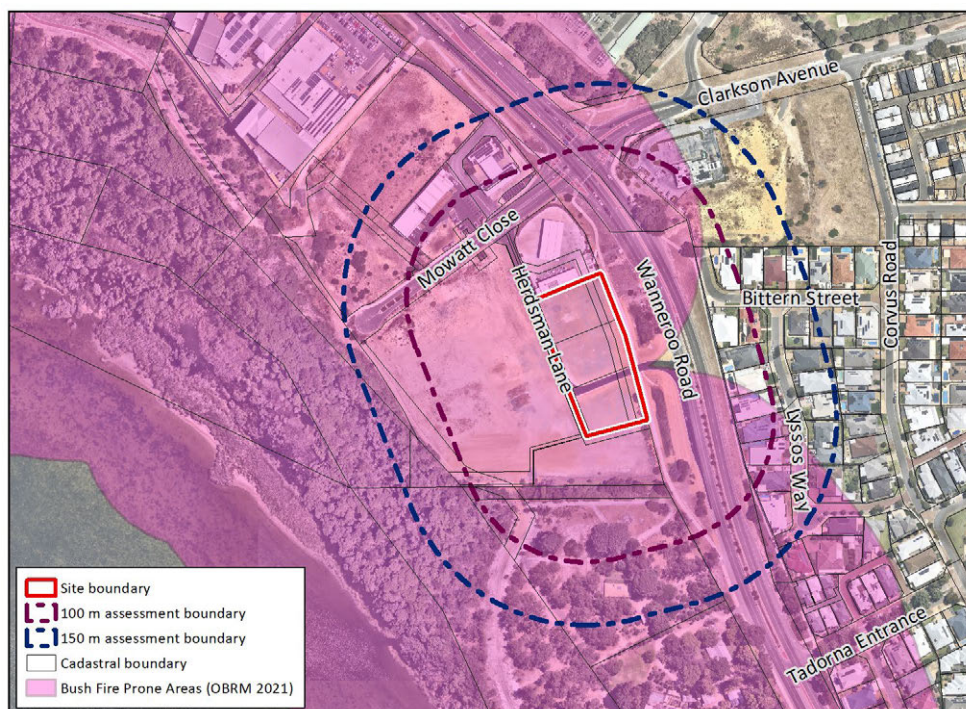 Clarkson Avenue
Mowatt Close
Herdsman Lane
Wanneroo Road
Bittern Street
Corvus Road
Lyssos Way
Tadorna Entrance
Site boundary
100 m assessment boundary
150 m assessment boundary
Cadastral boundary
Bush Fire Prone Areas (OBRM 2021)